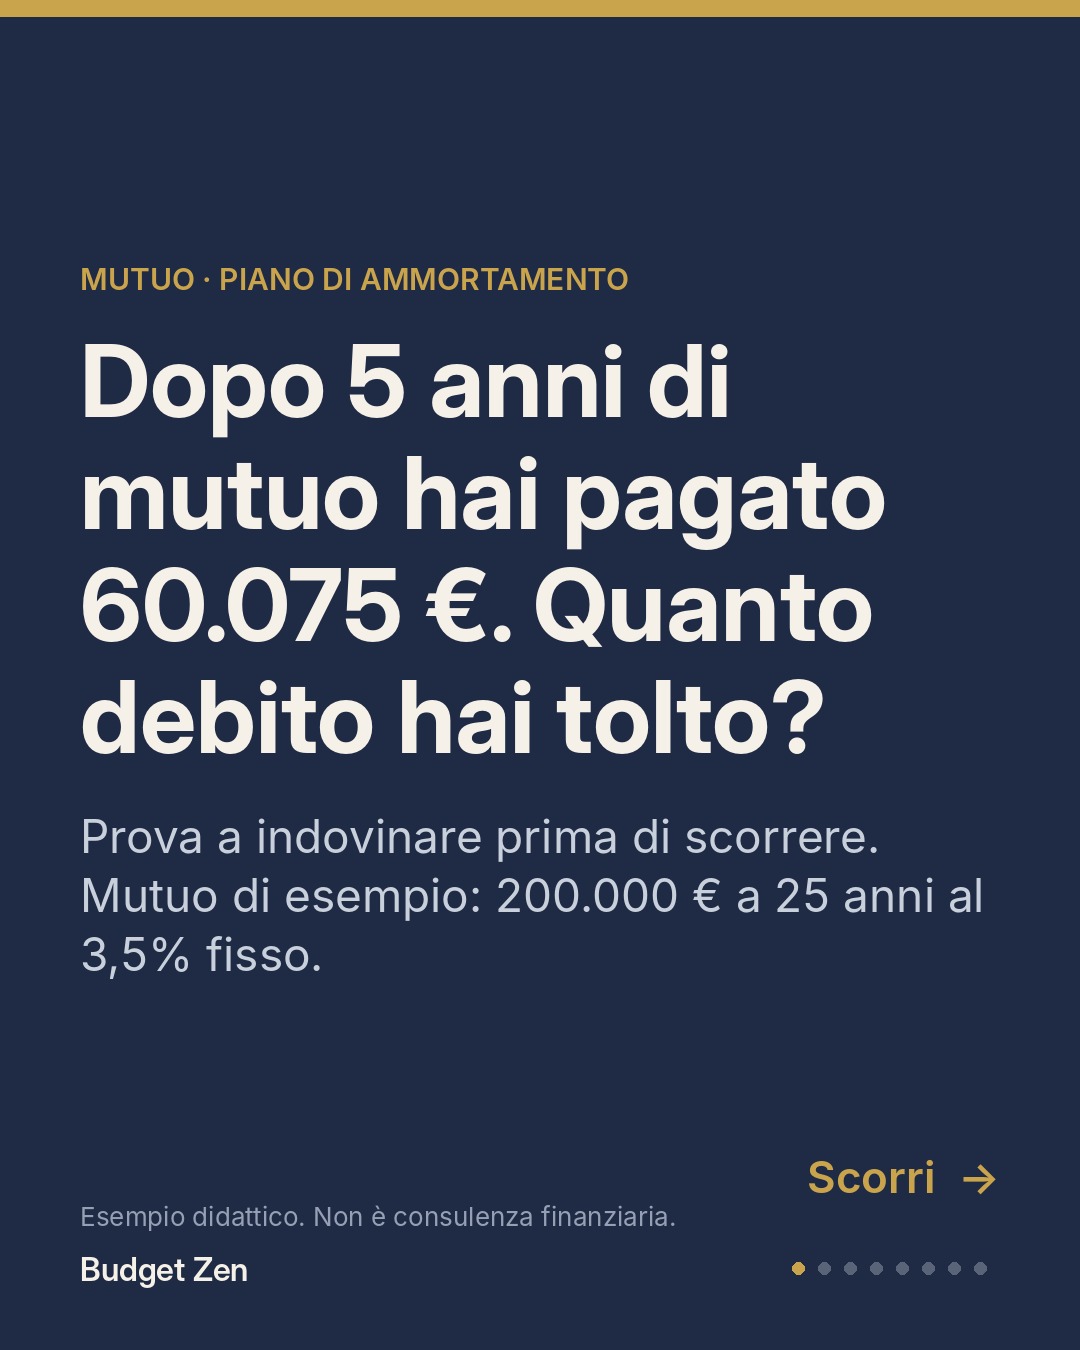 MUTUO · PIANO DI AMMORTAMENTO
Dopo 5 anni di
mutuo hai pagato
60.075 €. Quanto
debito hai tolto?
Prova a indovinare prima di scorrere.
Mutuo di esempio: 200.000 € a 25 anni al
3,5% fisso.
Scorri →
Esempio didattico. Non è consulenza finanziaria.
Budget Zen